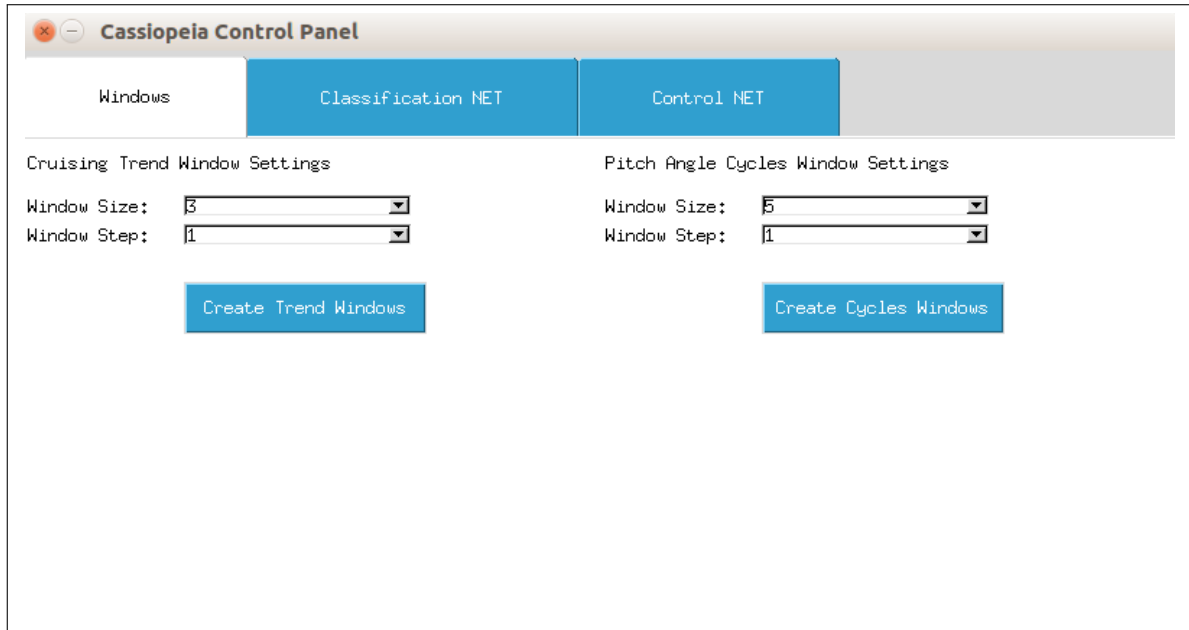 Cassiopeia Control Panel
Windows
Classification NET
Control NET
Cruising Trend Window Settings
Window Size: 3
Window Step: 1
Create Trend Windows
Pitch Angle Cycles Window Settings
Window Size: 5
Window Step: 1
Create Cycles Windows